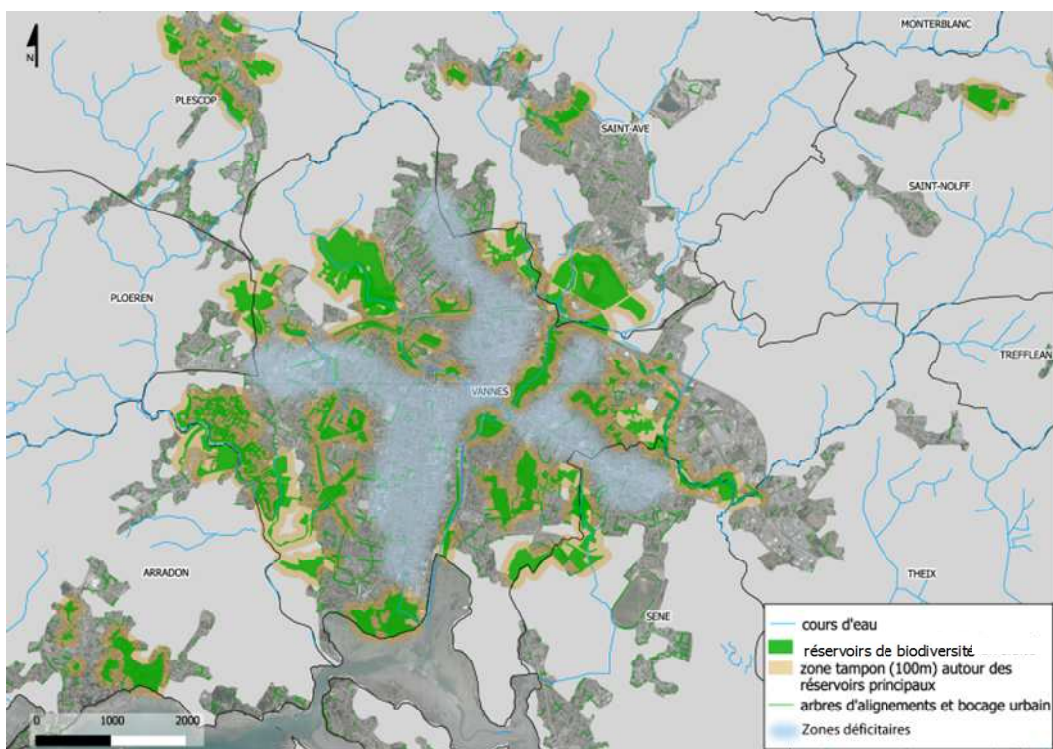 MONTERBLANC
N
PLESCOP
SAINT-AVE
SAINT-NOLFF
PLOEREN
TREFFLEAN
VANNES
ARRADON
THEIX
SENE
cours d'eau
réservoirs de biodiversité
zone tampon (100m) autour des
réservoirs principaux
arbres d'alignements et bocage urbain
Zones déficitaires
0 1000 2000